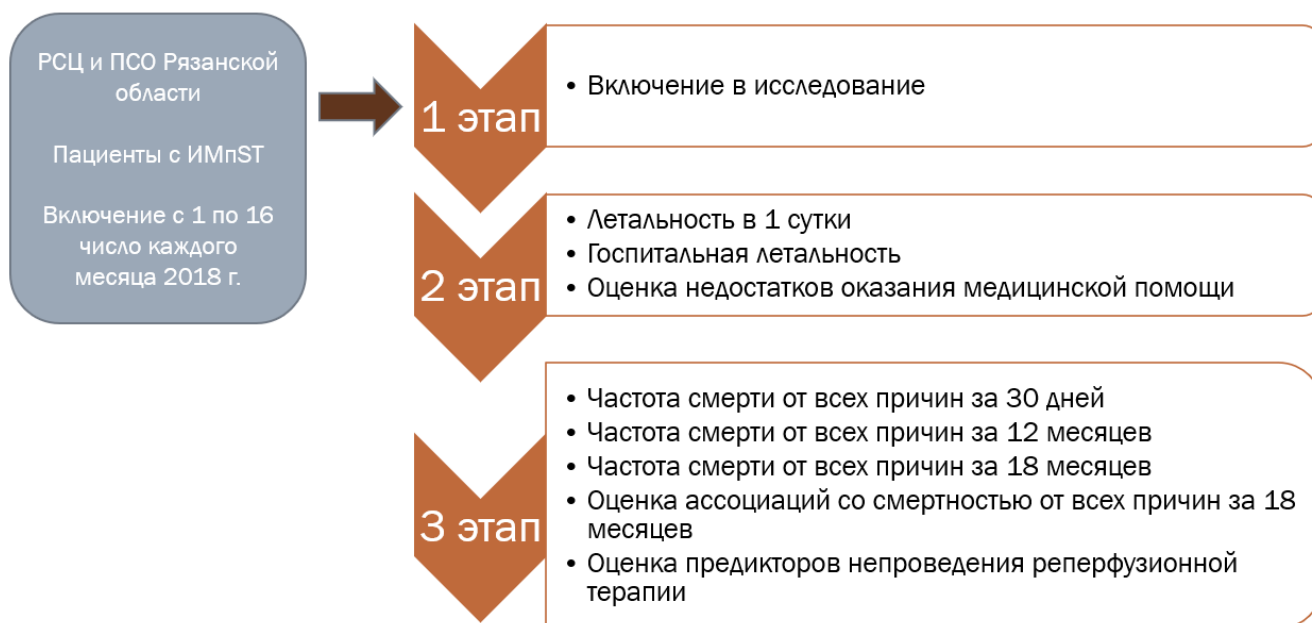 РСЦ и ПСО Рязанской
области
Пациенты с ИМпST
Включение с 1 по 16
число каждого
месяца 2018 г.
1 этап
• Включение в исследование
2 этап
• Летальность в 1 сутки
• Госпитальная летальность
• Оценка недостатков оказания медицинской помощи
3 этап
• Частота смерти от всех причин за 30 дней
• Частота смерти от всех причин за 12 месяцев
• Частота смерти от всех причин за 18 месяцев
• Оценка ассоциаций со смертностью от всех причин за 18
месяцев
• Оценка предикторов непроведения реперфузионной
терапии